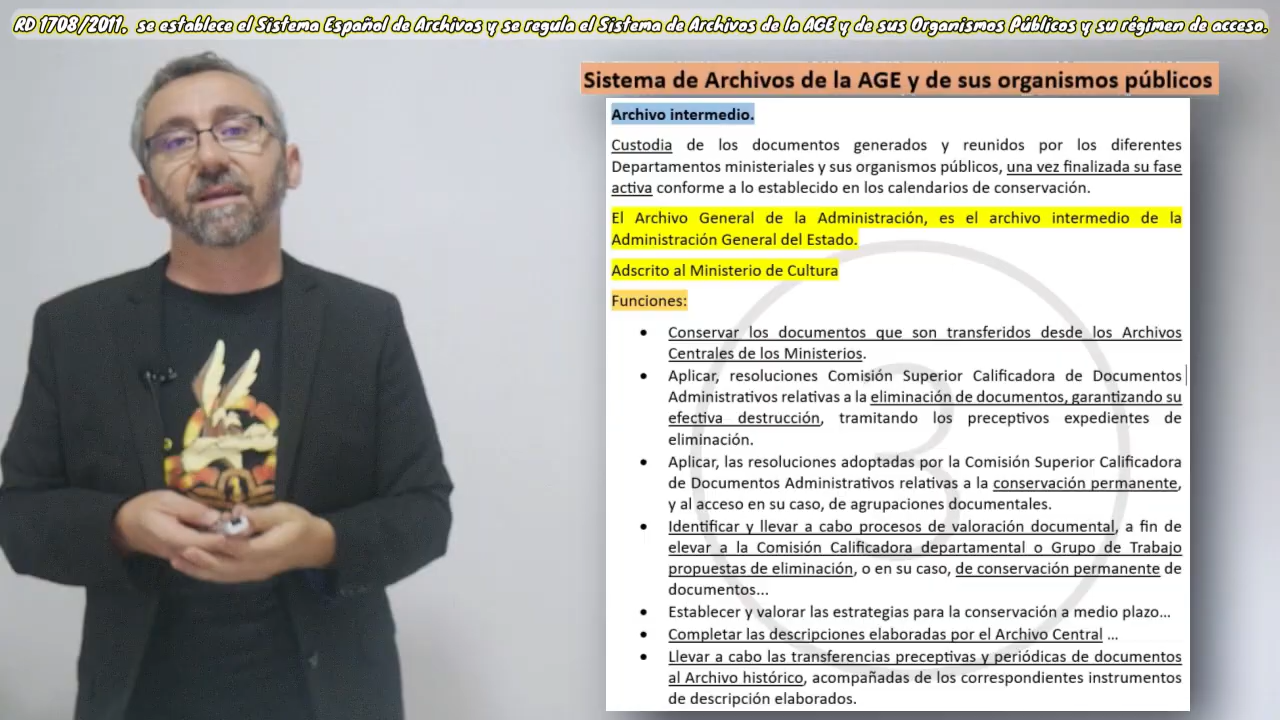 RD 1708/2011, se establece el Sistema Español de Archivos y se regula el Sistema de Archivos de la AGE y de sus Organismos Públicos y su régimen de acceso.
Sistema de Archivos de la AGE y de sus organismos públicos
Archivo intermedio.
Custodia de los documentos generados y reunidos por los diferentes
Departamentos ministeriales y sus organismos públicos, una vez finalizada su fase
activa conforme a lo establecido en los calendarios de conservación.
El Archivo General de la Administración, es el archivo intermedio de la
Administración General del Estado.
Adscrito al Ministerio de Cultura
Funciones:
• Conservar los documentos que son transferidos desde los Archivos
Centrales de los Ministerios.
• Aplicar, resoluciones Comisión Superior Calificadora de Documentos
Administrativos relativas a la eliminación de documentos, garantizando su
efectiva destrucción, tramitando los preceptivos expedientes de
eliminación.
• Aplicar, las resoluciones adoptadas por la Comisión Superior Calificadora
de Documentos Administrativos relativas a la conservación permanente,
y al acceso en su caso, de agrupaciones documentales.
• Identificar y llevar a cabo procesos de valoración documental, a fin de
elevar a la Comisión Calificadora departamental o Grupo de Trabajo
propuestas de eliminación, o en su caso, de conservación permanente de
documentos...
• Establecer y valorar las estrategias para la conservación a medio plazo...
• Completar las descripciones elaboradas por el Archivo Central ...
• Llevar a cabo las transferencias preceptivas y periódicas de documentos
al Archivo histórico, acompañadas de los correspondientes instrumentos
de descripción elaborados.
3